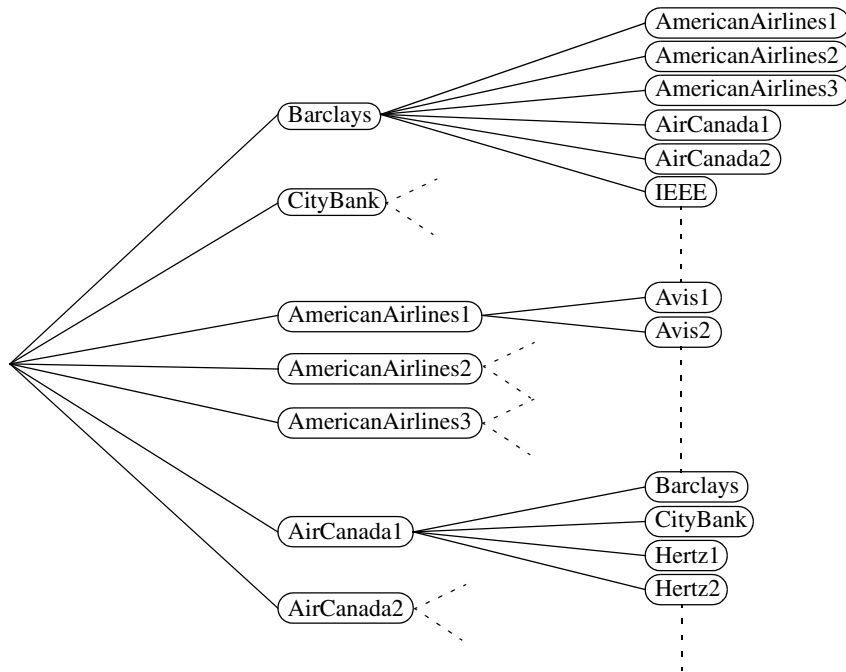 AmericanAirlines1
AmericanAirlines2
AmericanAirlines3
Barclays
AirCanada1
AirCanada2
IEEE
CityBank
Avis1
AmericanAirlines1
Avis2
AmericanAirlines2
AmericanAirlines3
Barclays
CityBank
AirCanada1
Hertz1
Hertz2
AirCanada2